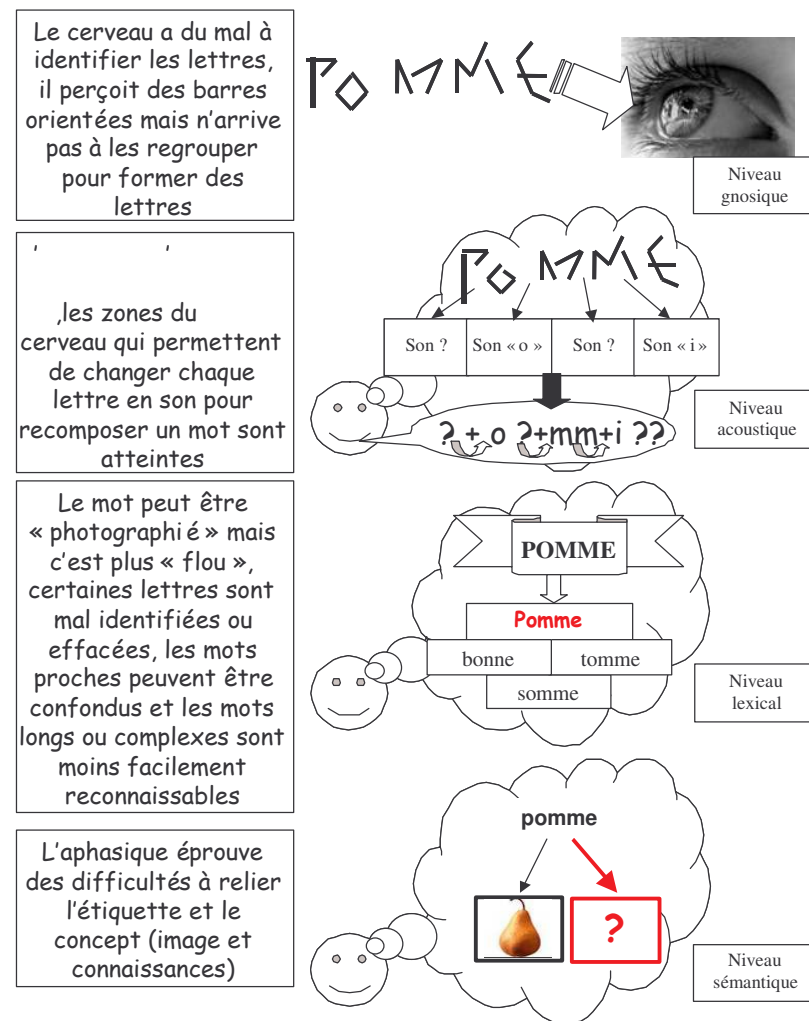 Le cerveau a du mal à
identifier les lettres,
il perçoit des barres
orientées mais n'arrive
pas à les regrouper
pour former des
lettres
POMME
Niveau
gnosique
,les zones du
cerveau qui permettent
de changer chaque
lettre en son pour
recomposer un mot sont
atteintes
POMME
Son ?
Son « o »
Son ?
Son « i »
? + o ?+mm+i ??
Niveau
acoustique
Le mot peut être
« photographié » mais
c'est plus « flou »,
certaines lettres sont
mal identifiées ou
effacées, les mots
proches peuvent être
confondus et les mots
longs ou complexes sont
moins facilement
reconnaissables
POMME
Pomme
bonne
tomme
somme
Niveau
lexical
L'aphasique éprouve
des difficultés à relier
l'étiquette et le
concept (image et
connaissances)
pomme
?
Niveau
sémantique